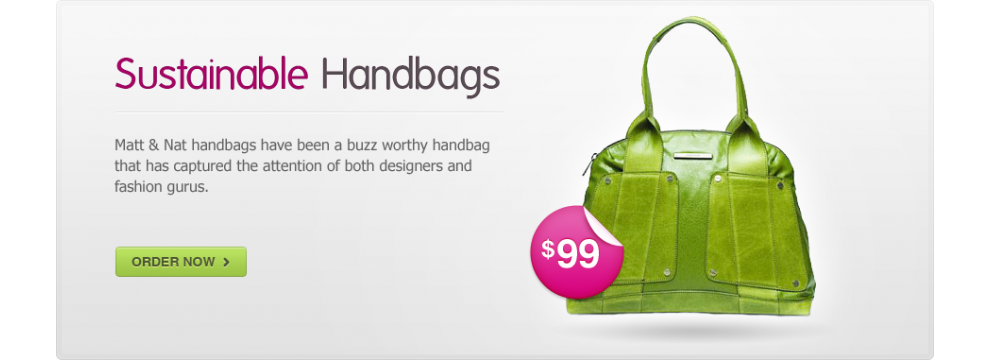 Sustainable Handbags
Matt & Nat handbags have been a buzz worthy handbag
that has captured the attention of both designers and
fashion gurus.
ORDER NOW
$99